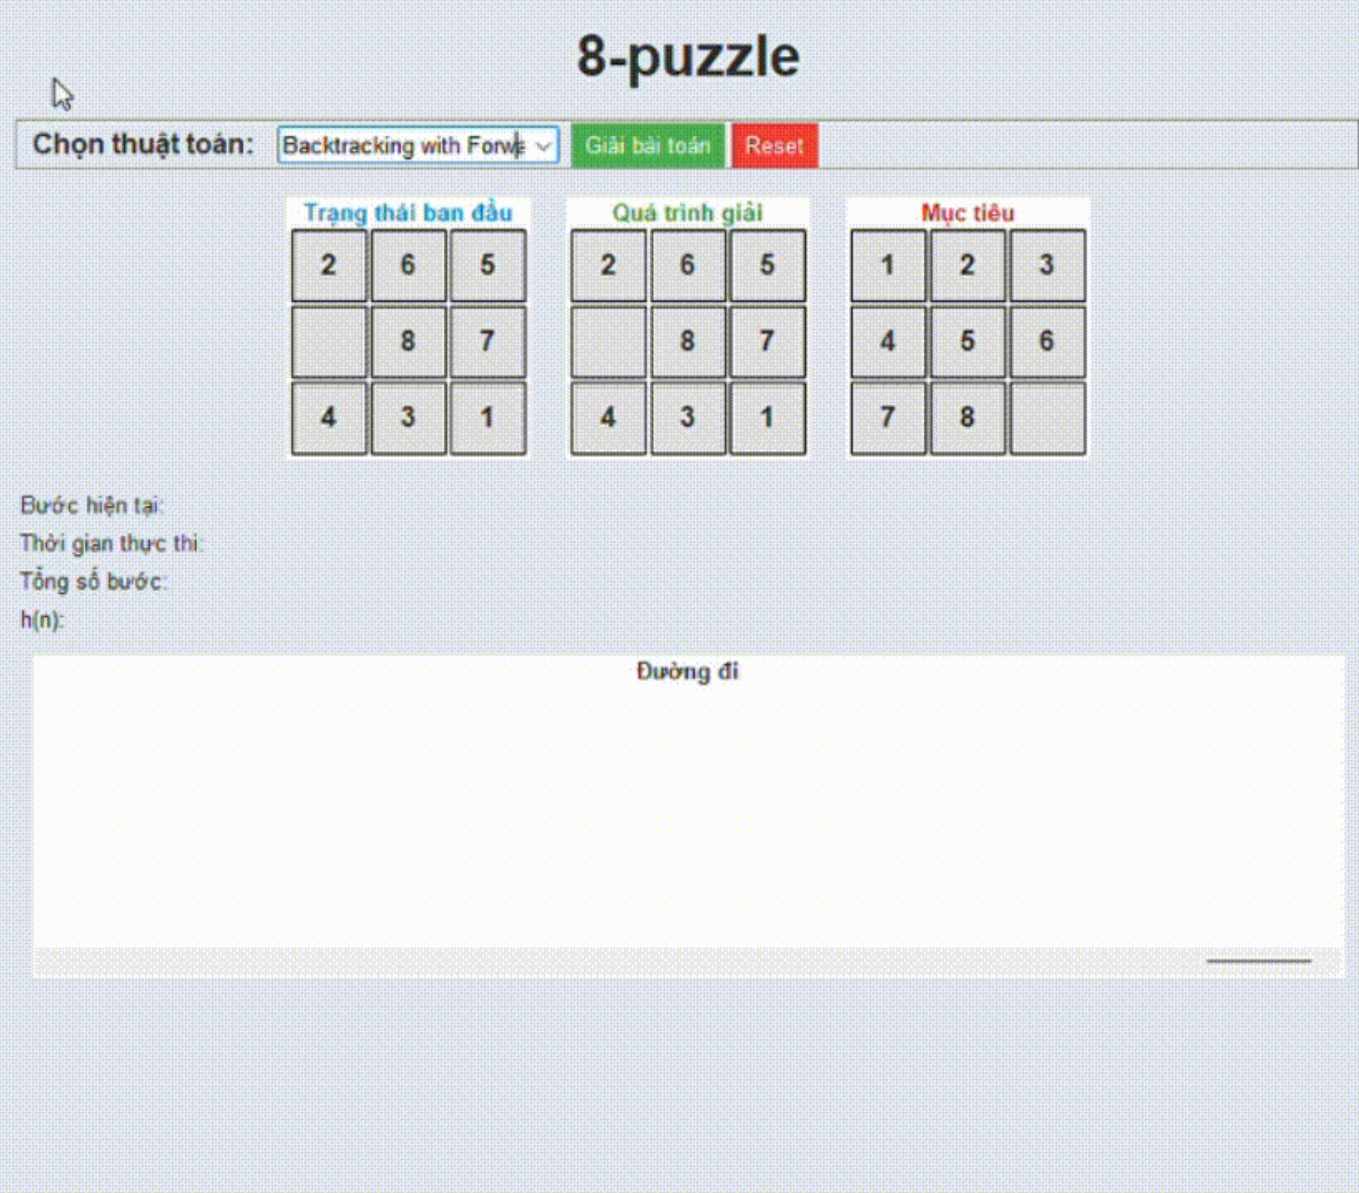 8-puzzle
Chọn thuật toán: Backtracking with Forwa Giải bài toán Reset
Trạng thái ban đầu Quá trình giải Mục tiêu
2 6 5 2 6 5 1 2 3
8 7 8 7 4 5 6
4 3 1 4 3 1 7 8
Bước hiện tại:
Thời gian thực thi:
Tổng số bước:
h(n):
Đường đi